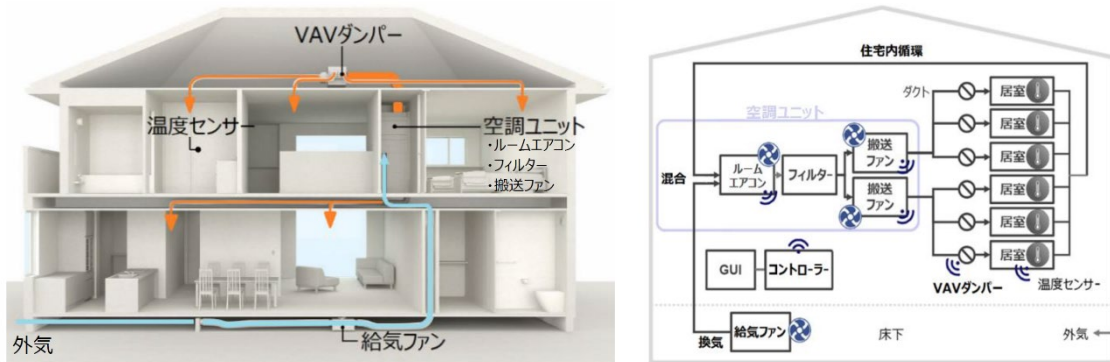 VAVダンパー
温度センサー
空調ユニット
・ルームエアコン
・フィルター
・搬送ファン
外気
給気ファン
住宅内循環
ダクト
空調ユニット
居室
居室
居室
居室
居室
居室
混合
ルーム
エアコン
フィルター
搬送
ファン
搬送
ファン
GUI
コントローラー
VAVダンパー
温度センサー
換気
給気ファン
床下
外気